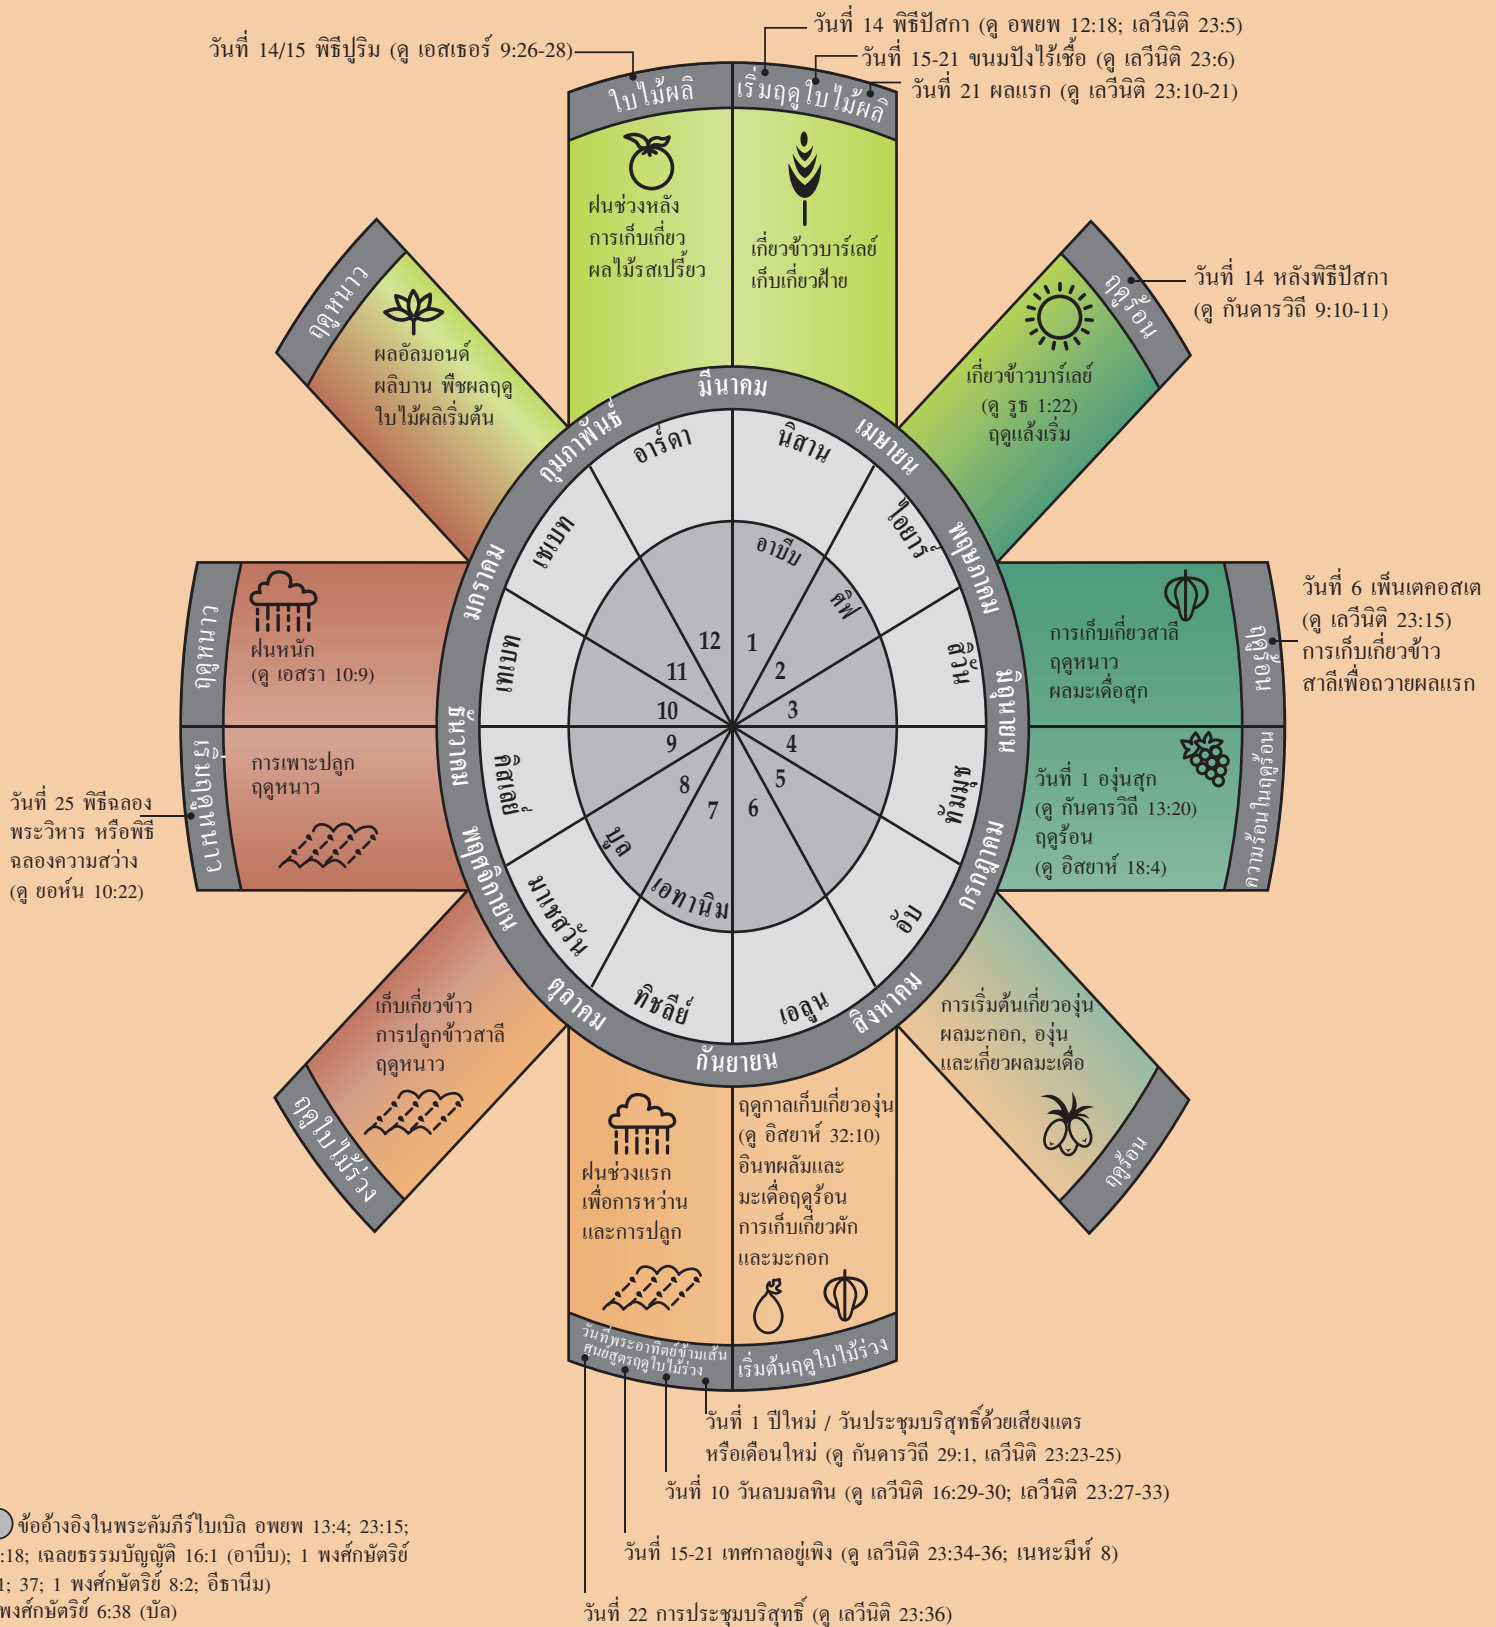 วันที่ 14/15 พิธีปูริม (ดู เอสเธอร์ 9:26-28)
วันที่ 14 พิธีปัสกา (ดู อพยพ 12:18; เลวีนิติ 23:5)
วันที่ 15-21 ขนมปังไร้เชื้อ (ดู เลวีนิติ 23:6)
วันที่ 21 ผลแรก (ดู เลวีนิติ 23:10-21)
ใบไม้ผลิ
เริ่มฤดูใบไม้ผลิ
ฝนช่วงหลัง
การเก็บเกี่ยว
ผลไม้รสเปรี้ยว
เกี่ยวข้าวบาร์เลย์
เก็บเกี่ยวฝ้าย
ฤดูร้อน
วันที่ 14 หลังพิธีปัสกา
(ดู กันดารวิถี 9:10-11)
เกี่ยวข้าวบาร์เลย์
(ดู รูธ 1:22)
ฤดูแล้งเริ่ม
ฤดูหนาว
ผลอัลมอนด์
ผลิบาน พืชผลฤดู
ใบไม้ผลิเริ่มต้น
มีนาคม
เมษายน
พฤษภาคม
มิถุนายน
กรกฎาคม
สิงหาคม
กันยายน
ตุลาคม
พฤศจิกายน
ธันวาคม
มกราคม
กุมภาพันธ์
นิสาน
ไอยาร์
สิวัน
ทัมมุช
อับ
เอลูน
ทิชลีย์
มาเชสวัน
คิสเลย์
เทเบท
เชเบท
อาร์ดา
อาบีบ
ศิฟ
เอทานิม
บูล
1
2
3
4
5
6
7
8
9
10
11
12
ฤดูร้อน
การเก็บเกี่ยวสาลี
ฤดูหนาว
ผลมะเดื่อสุก
วันที่ 6 เพ็นเตคอสเต
(ดู เลวีนิติ 23:15)
การเก็บเกี่ยวข้าว
สาลีเพื่อถวายผลแรก
ความร้อนในฤดูร้อน
วันที่ 1 องุ่นสุก
(ดู กันดารวิถี 13:20)
ฤดูร้อน
(ดู อิสยาห์ 18:4)
ฤดูหนาว
ฝนหนัก
(ดู เอสรา 10:9)
เริ่มฤดูหนาว
การเพาะปลูก
ฤดูหนาว
วันที่ 25 พิธีฉลอง
พระวิหาร หรือพิธี
ฉลองความสว่าง
(ดู ยอห์น 10:22)
เก็บเกี่ยวข้าว
การปลูกข้าวสาลี
ฤดูหนาว
ฤดูใบไม้ร่วง
การเริ่มต้นเกี่ยวองุ่น
ผลมะกอก, องุ่น
และเกี่ยวผลมะเดื่อ
ฤดูร้อน
ฝนช่วงแรก
เพื่อการหว่าน
และการปลูก
ฤดูกาลเก็บเกี่ยวองุ่น
(ดู อิสยาห์ 32:10)
อินทผลัมและ
มะเดื่อฤดูร้อน
การเก็บเกี่ยวผัก
และมะกอก
วันที่พระอาทิตย์ข้ามเส้น
ศูนย์สูตรฤดูใบไม้ร่วง
เริ่มต้นฤดูใบไม้ร่วง
วันที่ 1 ปีใหม่ / วันประชุมบริสุทธิ์ด้วยเสียงแตร
หรือเดือนใหม่ (ดู กันดารวิถี 29:1, เลวีนิติ 23:23-25)
วันที่ 10 วันลบมลทิน (ดู เลวีนิติ 16:29-30; เลวีนิติ 23:27-33)
วันที่ 15-21 เทศกาลอยู่เพิง (ดู เลวีนิติ 23:34-36; เนหะมีห์ 8)
วันที่ 22 การประชุมบริสุทธิ์ (ดู เลวีนิติ 23:36)
ข้ออ้างอิงในพระคัมภีร์ไบเบิล อพยพ 13:4; 23:15;
:18; เฉลยธรรมบัญญัติ 16:1 (อาบีบ); 1 พงศ์กษัตริย์
1; 37; 1 พงศ์กษัตริย์ 8:2; อีธานีม)
พงศ์กษัตริย์ 6:38 (บัล)